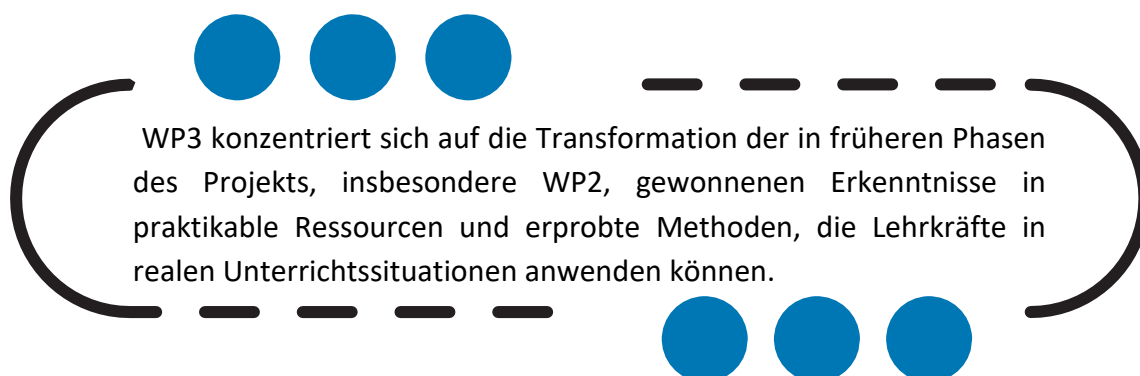 WP3 konzentriert sich auf die Transformation der in früheren Phasen
des Projekts, insbesondere WP2, gewonnenen Erkenntnisse in
praktikable Ressourcen und erprobte Methoden, die Lehrkräfte in
realen Unterrichtssituationen anwenden können.